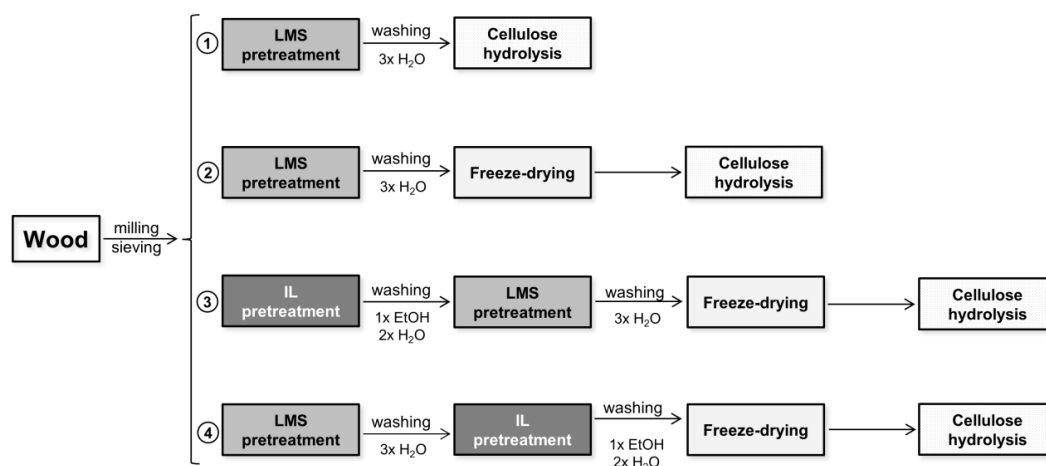 Wood
milling
sieving
①
LMS
pretreatment
washing
3x H₂O
Cellulose
hydrolysis
②
LMS
pretreatment
washing
3x H₂O
Freeze-drying
Cellulose
hydrolysis
③
IL
pretreatment
washing
1x EtOH
2x H₂O
LMS
pretreatment
washing
3x H₂O
Freeze-drying
Cellulose
hydrolysis
④
LMS
pretreatment
washing
3x H₂O
IL
pretreatment
washing
1x EtOH
2x H₂O
Freeze-drying
Cellulose
hydrolysis